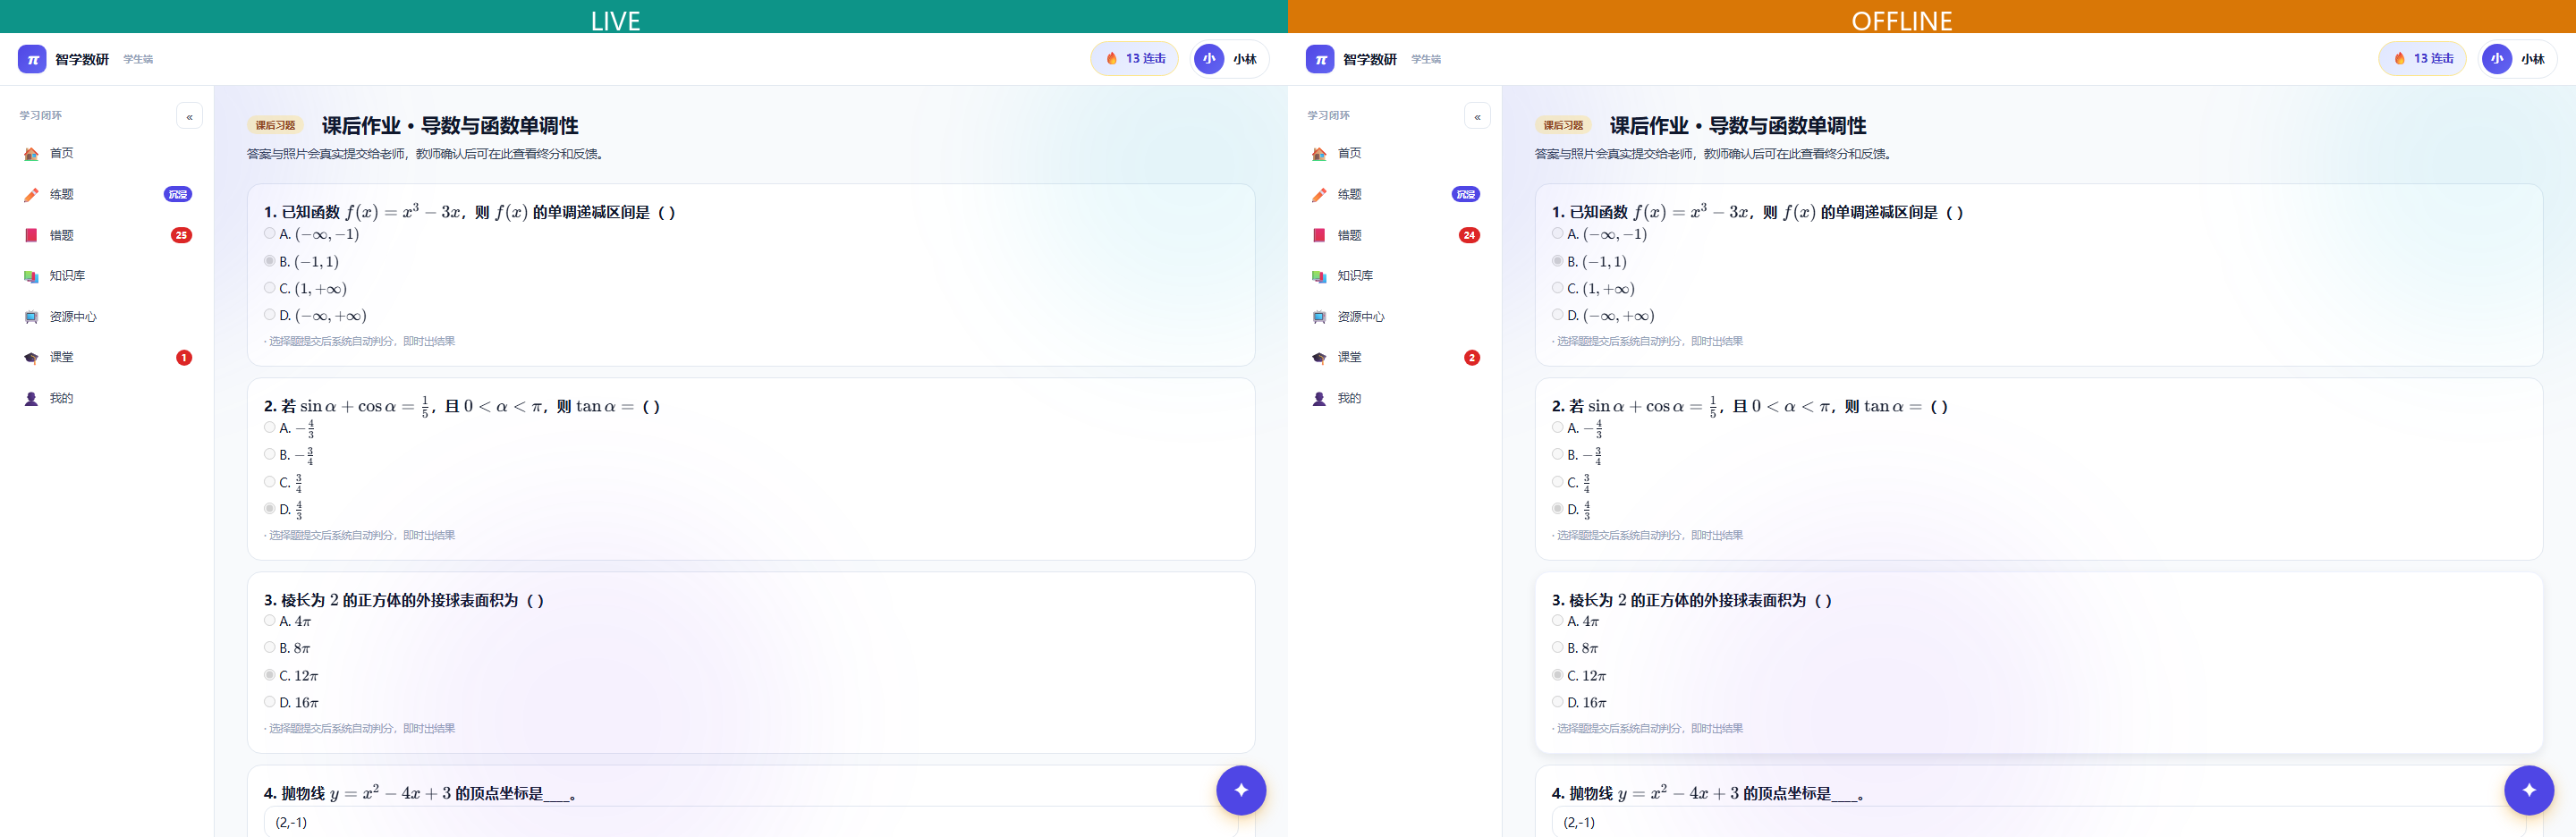 LIVE
π 智学数研 学生端
13 连击
小 小林
学习闭环 «
首页
练题 沉浸
错题 25
知识库
资源中心
课堂 1
我的
课后习题 课后作业・导数与函数单调性
答案与照片会真实提交给老师，教师确认后可在此查看终分和反馈。
1. 已知函数 f(x) = x³ − 3x，则 f(x) 的单调递减区间是（ ）
A. (−∞, −1)
B. (−1, 1)
C. (1, +∞)
D. (−∞, +∞)
· 选择题提交后系统自动判分，即时出结果
2. 若 sin α + cos α = 1/5，且 0 < α < π，则 tan α =（ ）
A. −4/3
B. −3/4
C. 3/4
D. 4/3
· 选择题提交后系统自动判分，即时出结果
3. 棱长为 2 的正方体的外接球表面积为（ ）
A. 4π
B. 8π
C. 12π
D. 16π
· 选择题提交后系统自动判分，即时出结果
4. 抛物线 y = x² − 4x + 3 的顶点坐标是____。
(2,-1)
OFFLINE
π 智学数研 学生端
13 连击
小 小林
学习闭环 «
首页
练题 沉浸
错题 24
知识库
资源中心
课堂 2
我的
课后习题 课后作业・导数与函数单调性
答案与照片会真实提交给老师，教师确认后可在此查看终分和反馈。
1. 已知函数 f(x) = x³ − 3x，则 f(x) 的单调递减区间是（ ）
A. (−∞, −1)
B. (−1, 1)
C. (1, +∞)
D. (−∞, +∞)
· 选择题提交后系统自动判分，即时出结果
2. 若 sin α + cos α = 1/5，且 0 < α < π，则 tan α =（ ）
A. −4/3
B. −3/4
C. 3/4
D. 4/3
· 选择题提交后系统自动判分，即时出结果
3. 棱长为 2 的正方体的外接球表面积为（ ）
A. 4π
B. 8π
C. 12π
D. 16π
· 选择题提交后系统自动判分，即时出结果
4. 抛物线 y = x² − 4x + 3 的顶点坐标是____。
(2,-1)